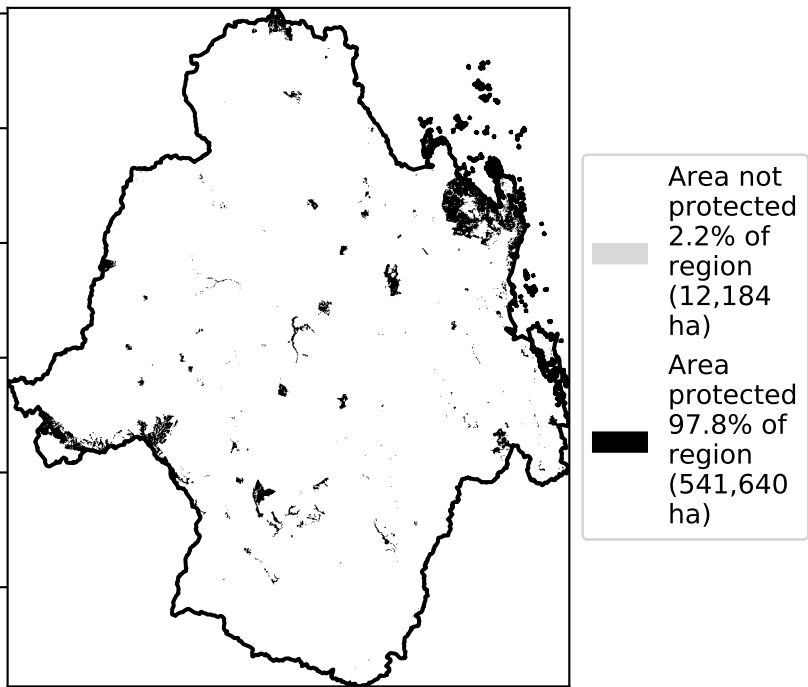 Area not
protected
2.2% of
region
(12,184
ha)
Area
protected
97.8% of
region
(541,640
ha)